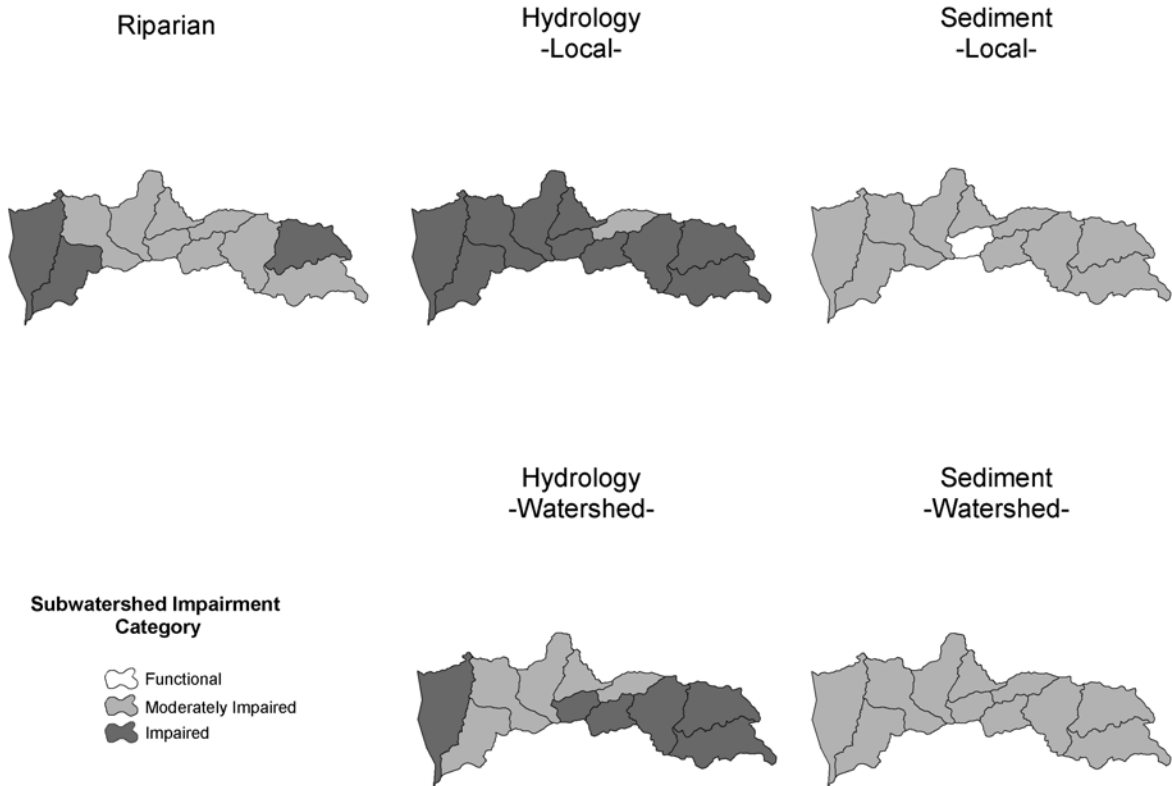 Riparian
Hydrology
-Local-
Sediment
-Local-
Hydrology
-Watershed-
Sediment
-Watershed-
Subwatershed Impairment
Category
Functional
Moderately Impaired
Impaired